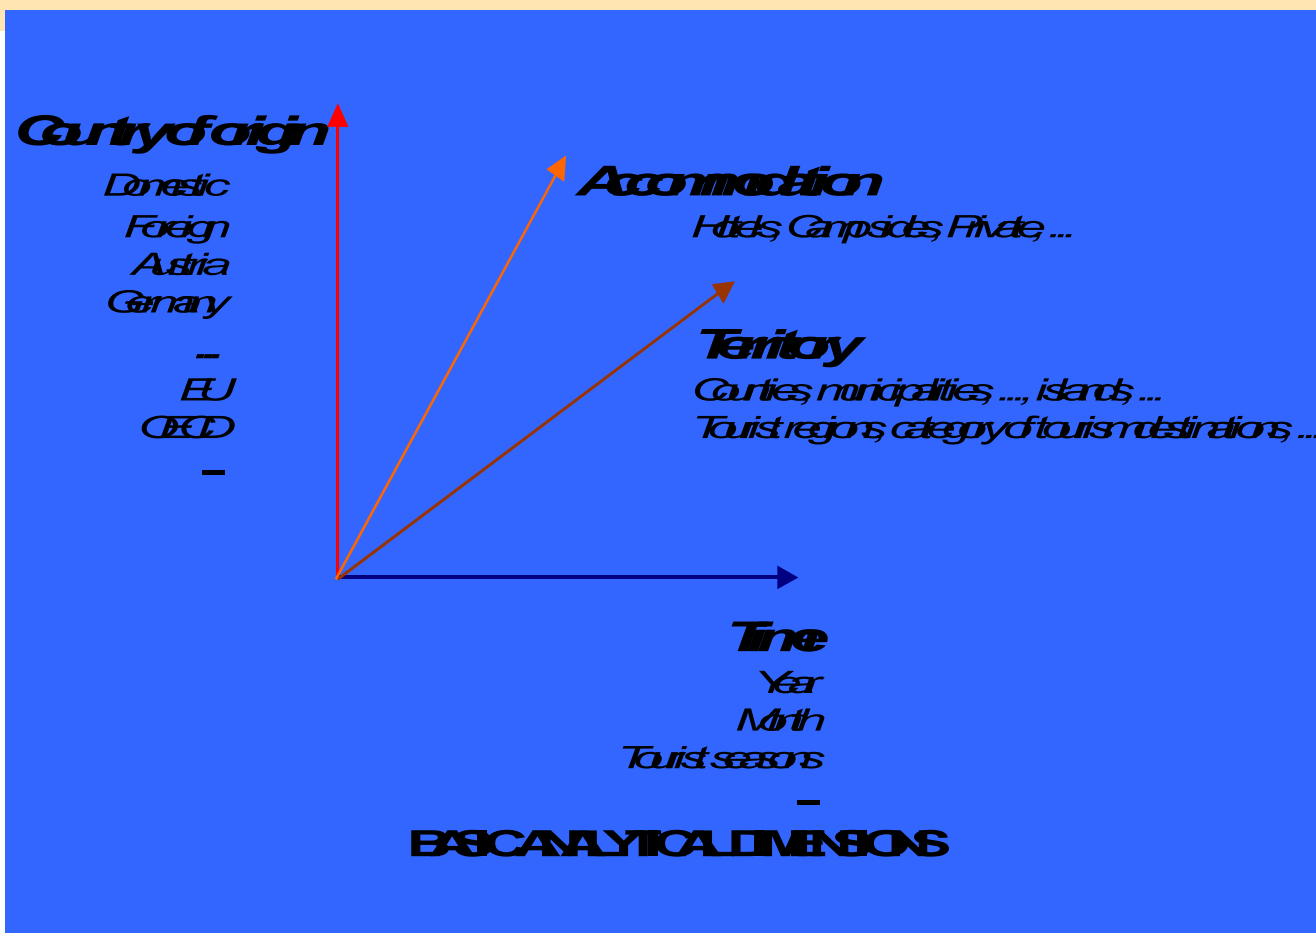 Country of origin
Domestic
Foreign
Austria
Germany
...
EU
OECD
...
Accommodation
Hotels, Campsides, Private, ...
Territory
Counties, municipalities, ..., islands, ...
Tourist regions, category of tourism destinations, ...
Time
Year
Month
Tourist seasons
...
BASIC ANALYTICAL DIMENSIONS